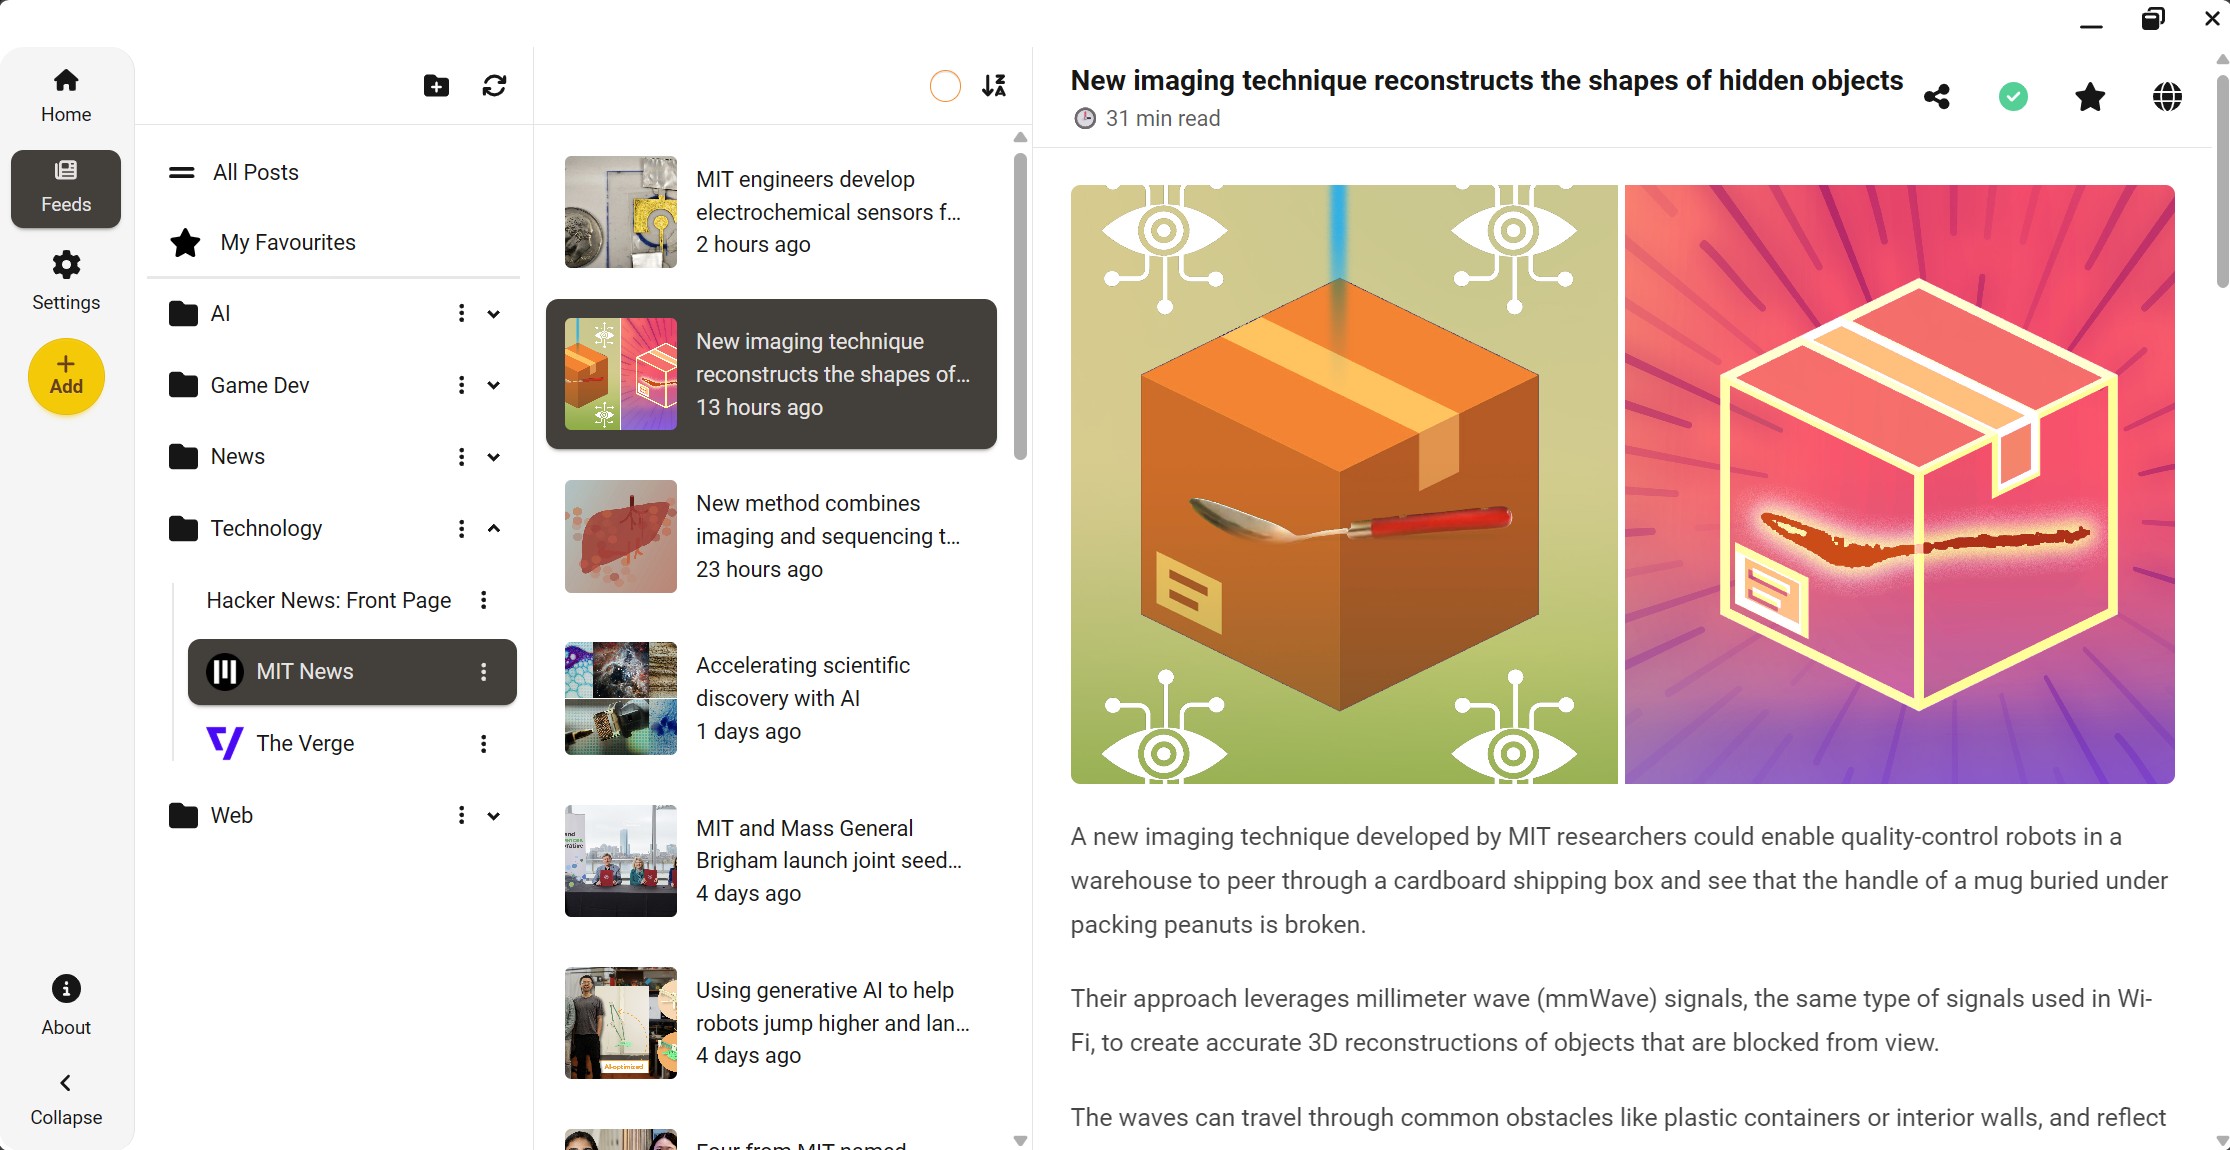 Home
Feeds
Settings
Add
About
Collapse
All Posts
My Favourites
AI
Game Dev
News
Technology
Hacker News: Front Page
MIT News
The Verge
Web
MIT engineers develop
electrochemical sensors f...
2 hours ago
New imaging technique
reconstructs the shapes of...
13 hours ago
New method combines
imaging and sequencing t...
23 hours ago
Accelerating scientific
discovery with AI
1 days ago
MIT and Mass General
Brigham launch joint seed...
4 days ago
Using generative AI to help
robots jump higher and lan...
4 days ago
Four from MIT named
New imaging technique reconstructs the shapes of hidden objects
31 min read
A new imaging technique developed by MIT researchers could enable quality-control robots in a
warehouse to peer through a cardboard shipping box and see that the handle of a mug buried under
packing peanuts is broken.
Their approach leverages millimeter wave (mmWave) signals, the same type of signals used in Wi-
Fi, to create accurate 3D reconstructions of objects that are blocked from view.
The waves can travel through common obstacles like plastic containers or interior walls, and reflect